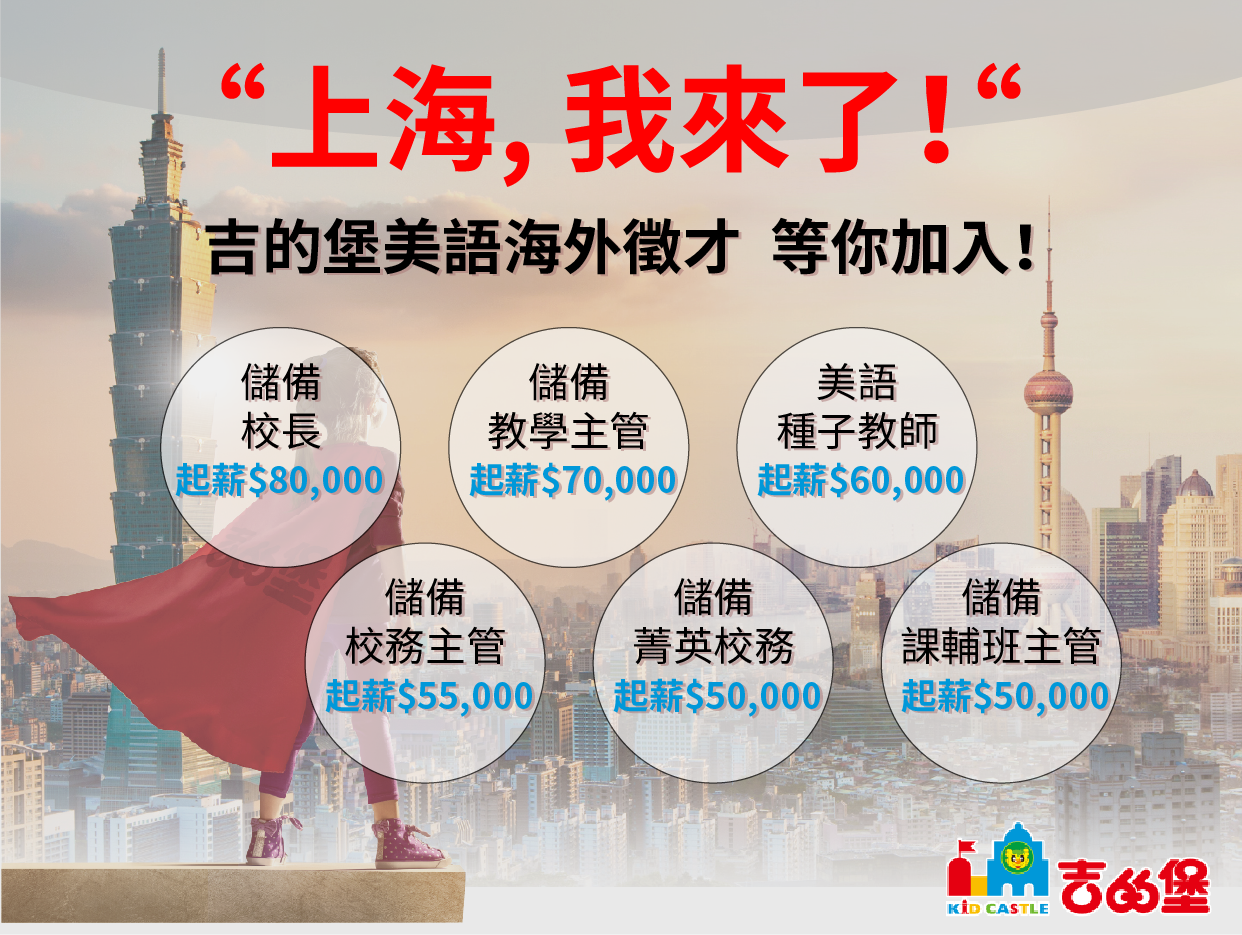 “上海,我來了!“
吉的堡美語海外徵才 等你加入!
儲備
校長
起薪$80,000
儲備
教學主管
起薪$70,000
美語
種子教師
起薪$60,000
儲備
校務主管
起薪$55,000
儲備
菁英校務
起薪$50,000
儲備
課輔班主管
起薪$50,000
KID CASTLE
吉的堡